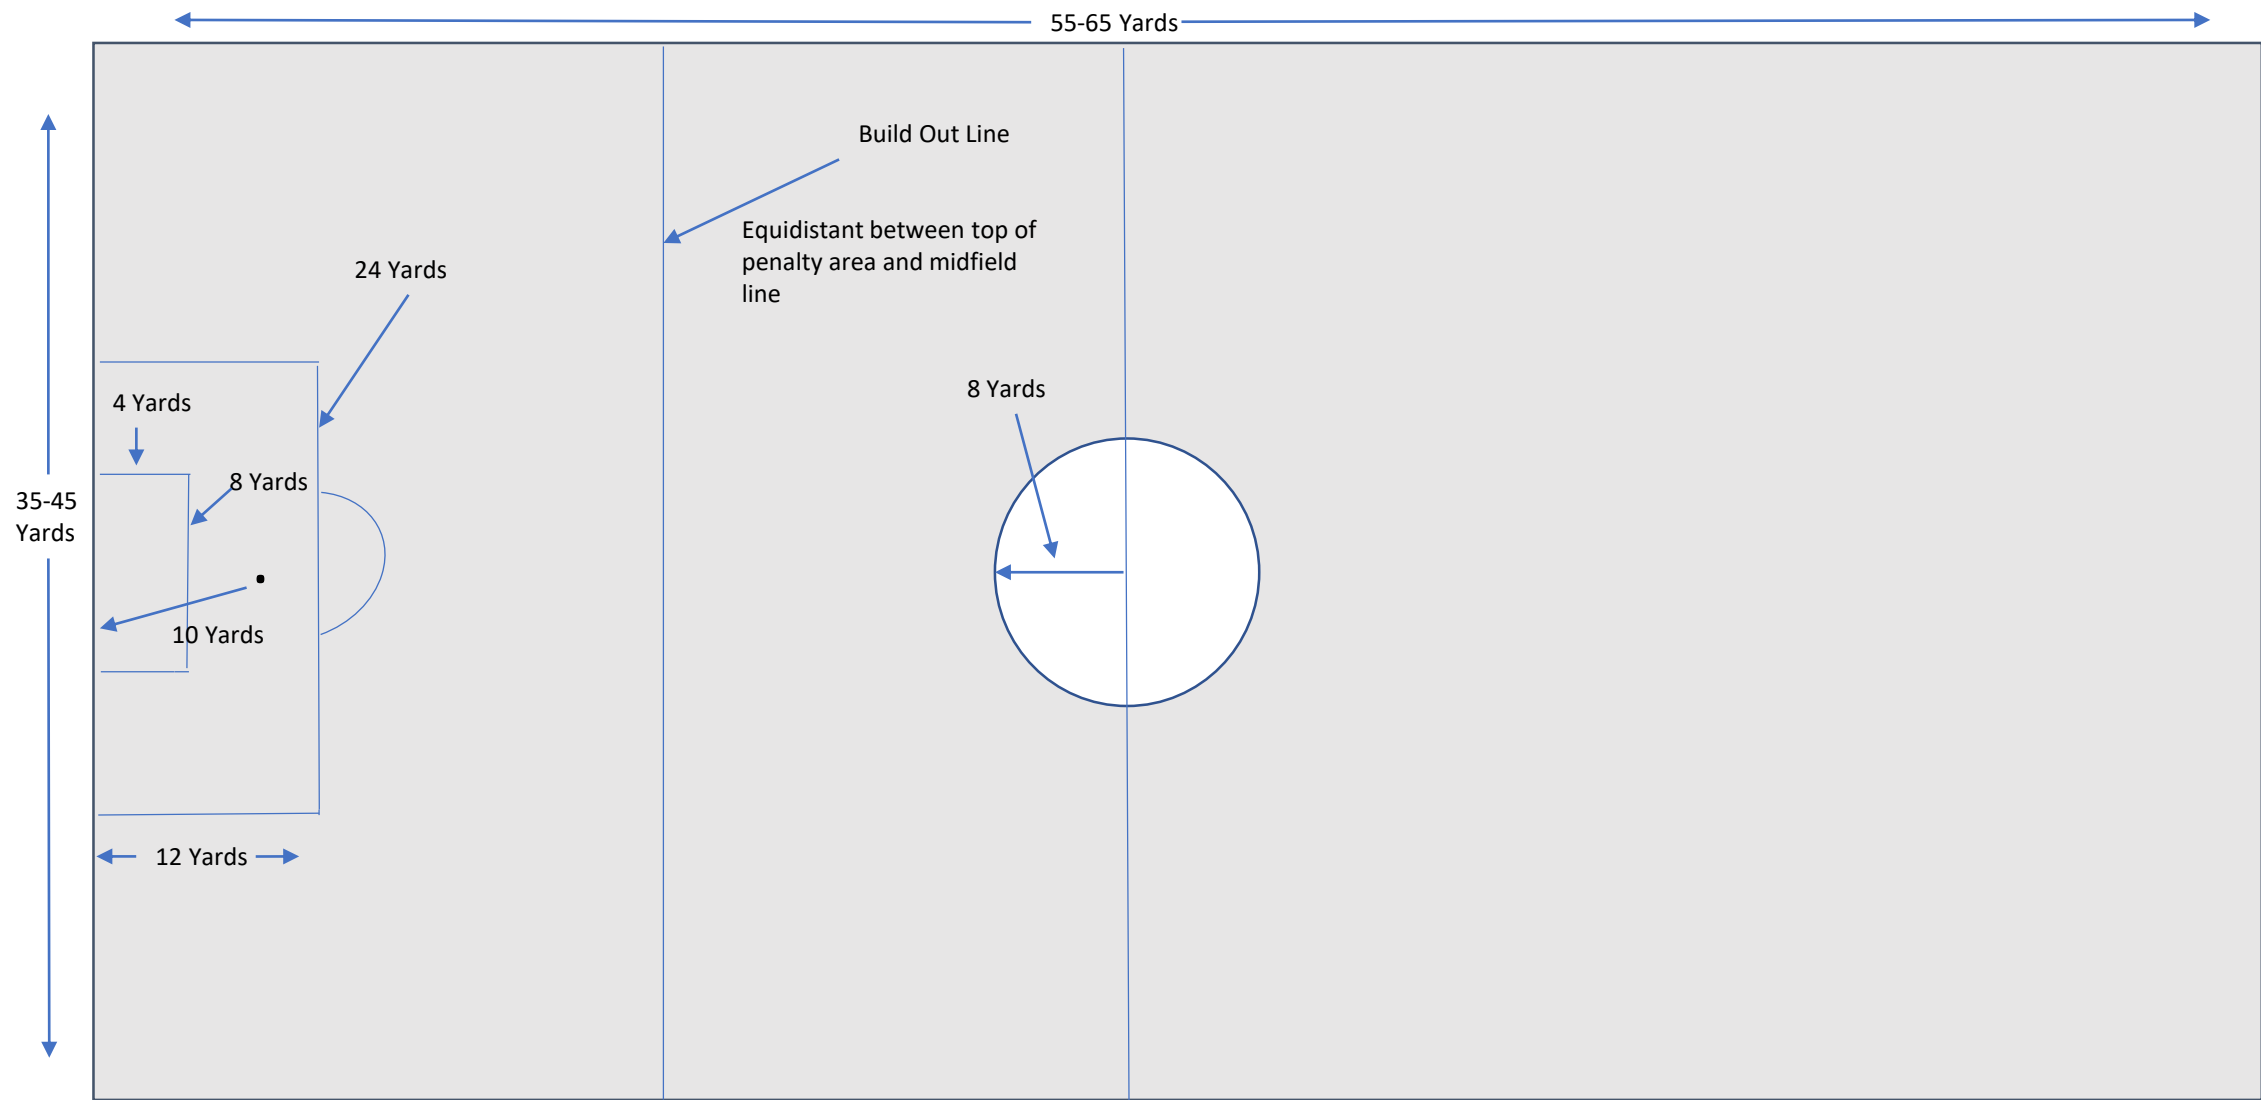 55-65 Yards
Build Out Line
Equidistant between top of
penalty area and midfield
line
24 Yards
8 Yards
4 Yards
8 Yards
35-45
Yards
10 Yards
12 Yards